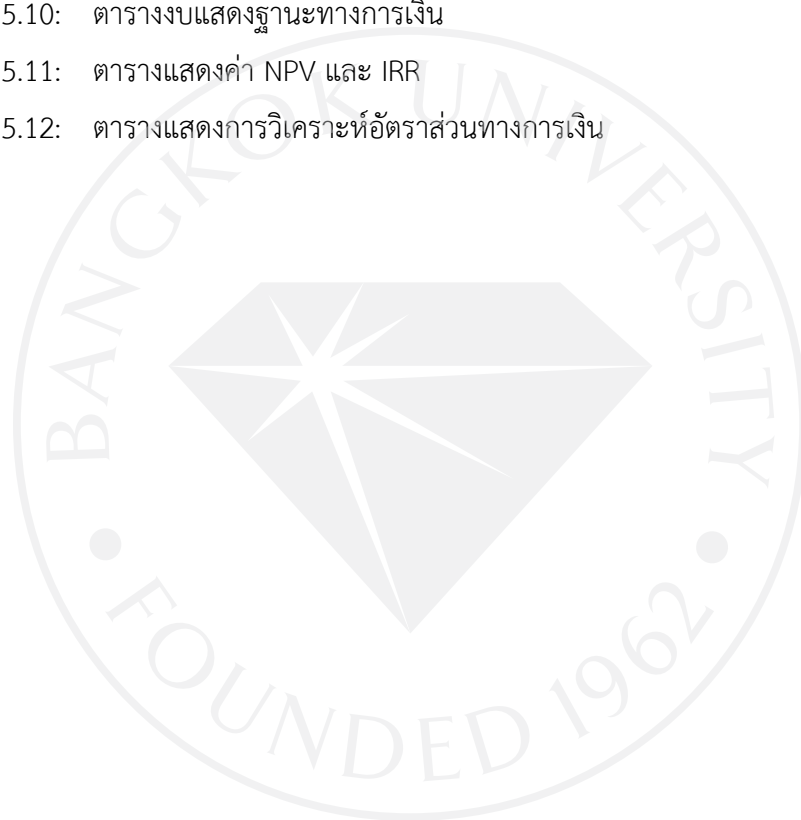 5.10: ตารางงบแสดงฐานะทางการเงิน
5.11: ตารางแสดงค่า NPV และ IRR
5.12: ตารางแสดงการวิเคราะห์อัตราส่วนทางการเงิน
BANGKOK UNIVERSITY
FOUNDED 1962